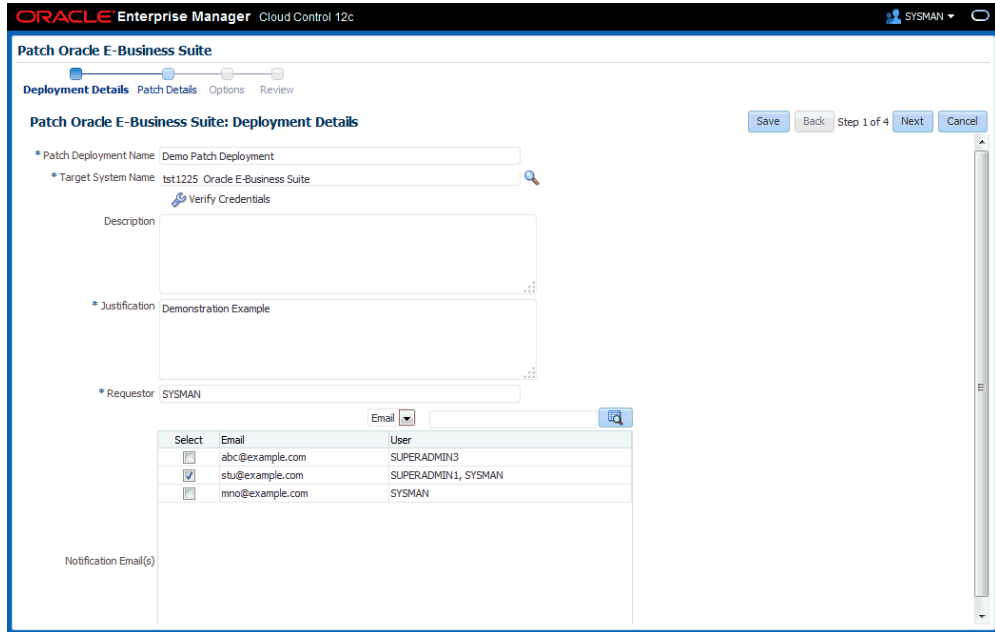 ORACLE Enterprise Manager Cloud Control 12c
SYSMAN
Patch Oracle E-Business Suite
Deployment Details Patch Details Options Review
Patch Oracle E-Business Suite: Deployment Details
Save Back Step 1 of 4 Next Cancel
* Patch Deployment Name Demo Patch Deployment
* Target System Name tst1225 Oracle E-Business Suite
Verify Credentials
Description
* Justification Demonstration Example
* Requestor SYSMAN
Email
Select Email User
abc@example.com SUPERADMIN3
stu@example.com SUPERADMIN1, SYSMAN
mno@example.com SYSMAN
Notification Email(s)